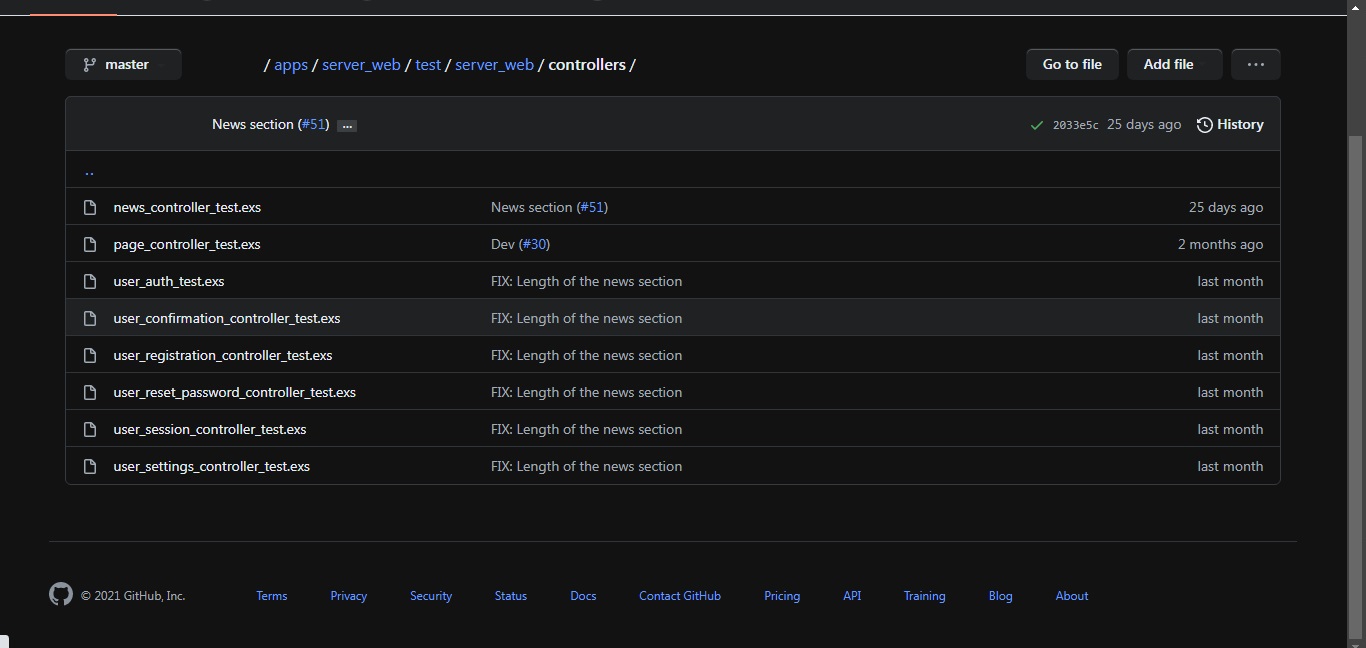 master / apps / server_web / test / server_web / controllers / Go to file Add file ...
News section (#51) ... 2033e5c 25 days ago History
..
news_controller_test.exs News section (#51) 25 days ago
page_controller_test.exs Dev (#30) 2 months ago
user_auth_test.exs FIX: Length of the news section last month
user_confirmation_controller_test.exs FIX: Length of the news section last month
user_registration_controller_test.exs FIX: Length of the news section last month
user_reset_password_controller_test.exs FIX: Length of the news section last month
user_session_controller_test.exs FIX: Length of the news section last month
user_settings_controller_test.exs FIX: Length of the news section last month
© 2021 GitHub, Inc. Terms Privacy Security Status Docs Contact GitHub Pricing API Training Blog About